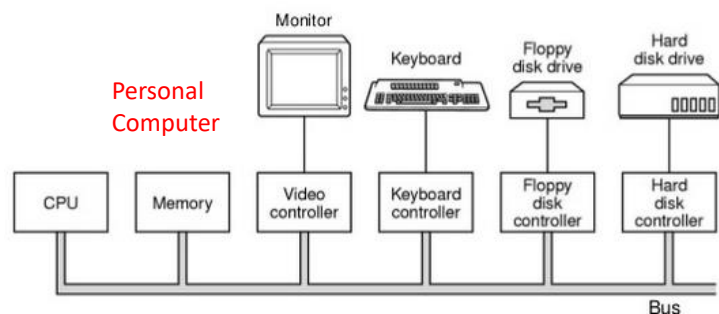 Monitor
Keyboard
Floppy
disk drive
Hard
disk drive
Personal
Computer
CPU
Memory
Video
controller
Keyboard
controller
Floppy
disk
controller
Hard
disk
controller
Bus